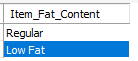 Item_Fat_Content
Regular
Low Fat